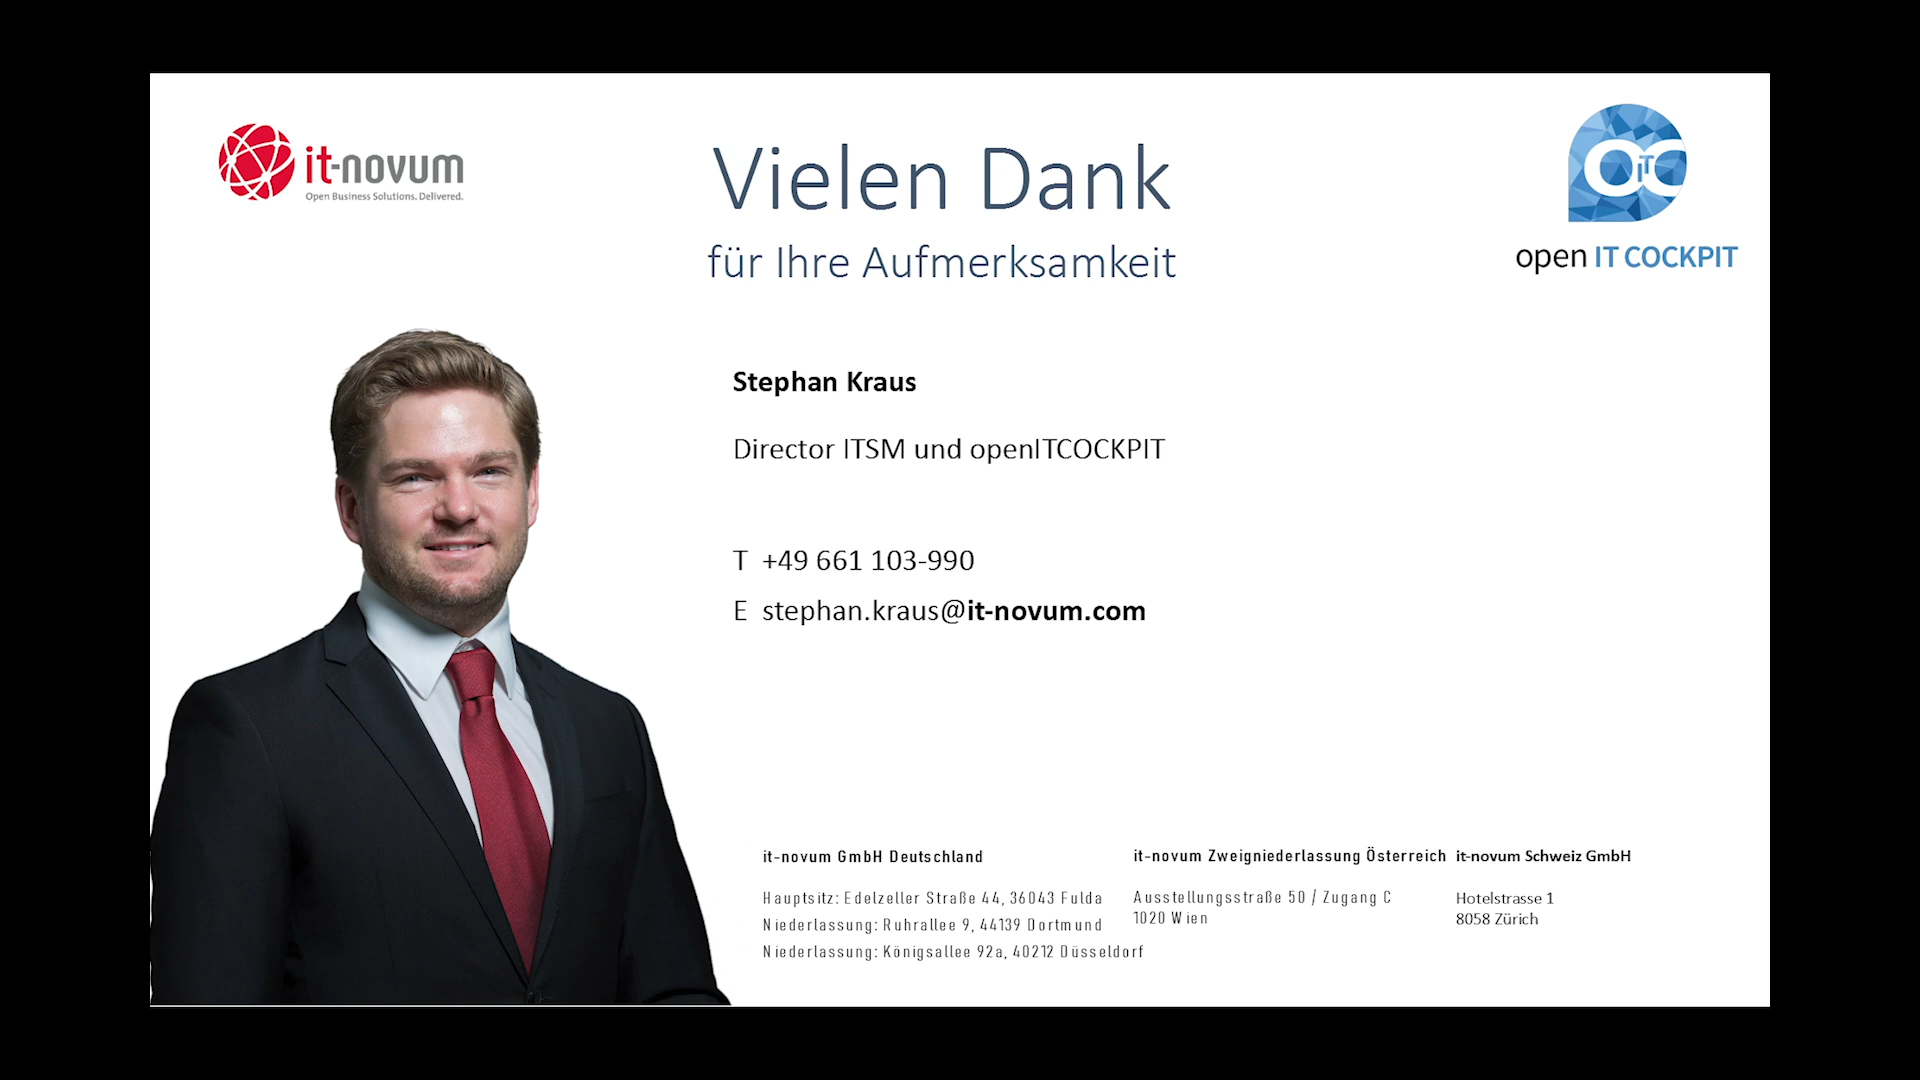 it-novum
Open Business Solutions. Delivered.
Vielen Dank
für Ihre Aufmerksamkeit
OiTC
open IT COCKPIT
Stephan Kraus
Director ITSM und openITCOCKPIT
T +49 661 103-990
E stephan.kraus@it-novum.com
it-novum GmbH Deutschland
Hauptsitz: Edelzeller Straße 44, 36043 Fulda
Niederlassung: Ruhrallee 9, 44139 Dortmund
Niederlassung: Königsallee 92a, 40212 Düsseldorf
it-novum Zweigniederlassung Österreich
Ausstellungsstraße 50 / Zugang C
1020 Wien
it-novum Schweiz GmbH
Hotelstrasse 1
8058 Zürich